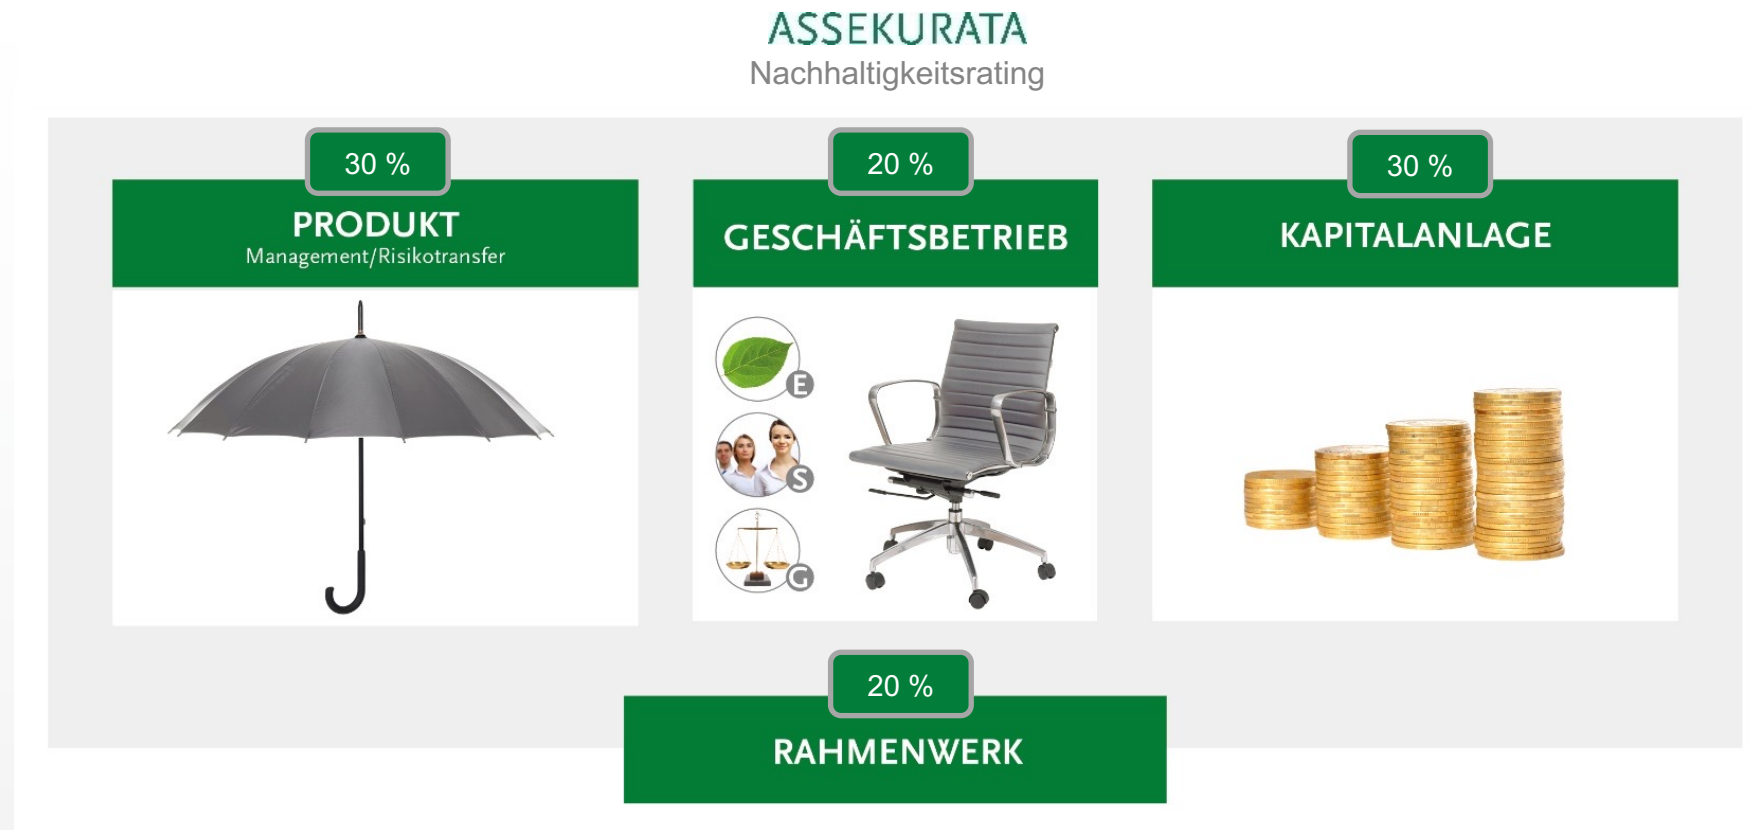 ASSEKURATA
Nachhaltigkeitsrating
30 %
PRODUKT
Management/Risikotransfer
20 %
GESCHÄFTSBETRIEB
E
S
G
30 %
KAPITALANLAGE
20 %
RAHMENWERK